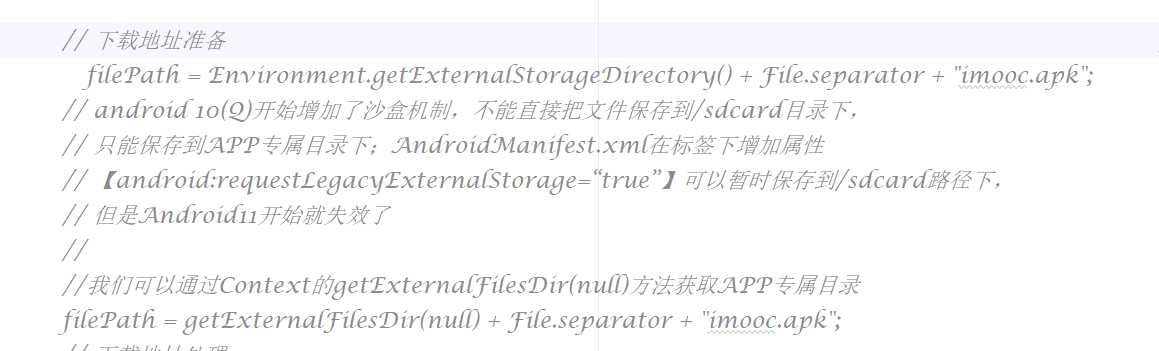 // 下载地址准备
filePath = Environment.getExternalStorageDirectory() + File.separator + "imooc.apk";
// android 10(Q)开始增加了沙盒机制，不能直接把文件保存到/sdcard目录下，
// 只能保存到APP专属目录下；AndroidManifest.xml在标签下增加属性
// 【android:requestLegacyExternalStorage=“true”】可以暂时保存到/sdcard路径下，
// 但是Android11开始就失效了
//
//我们可以通过Context的getExternalFilesDir(null)方法获取APP专属目录
filePath = getExternalFilesDir(null) + File.separator + "imooc.apk";
// 下载地址处理